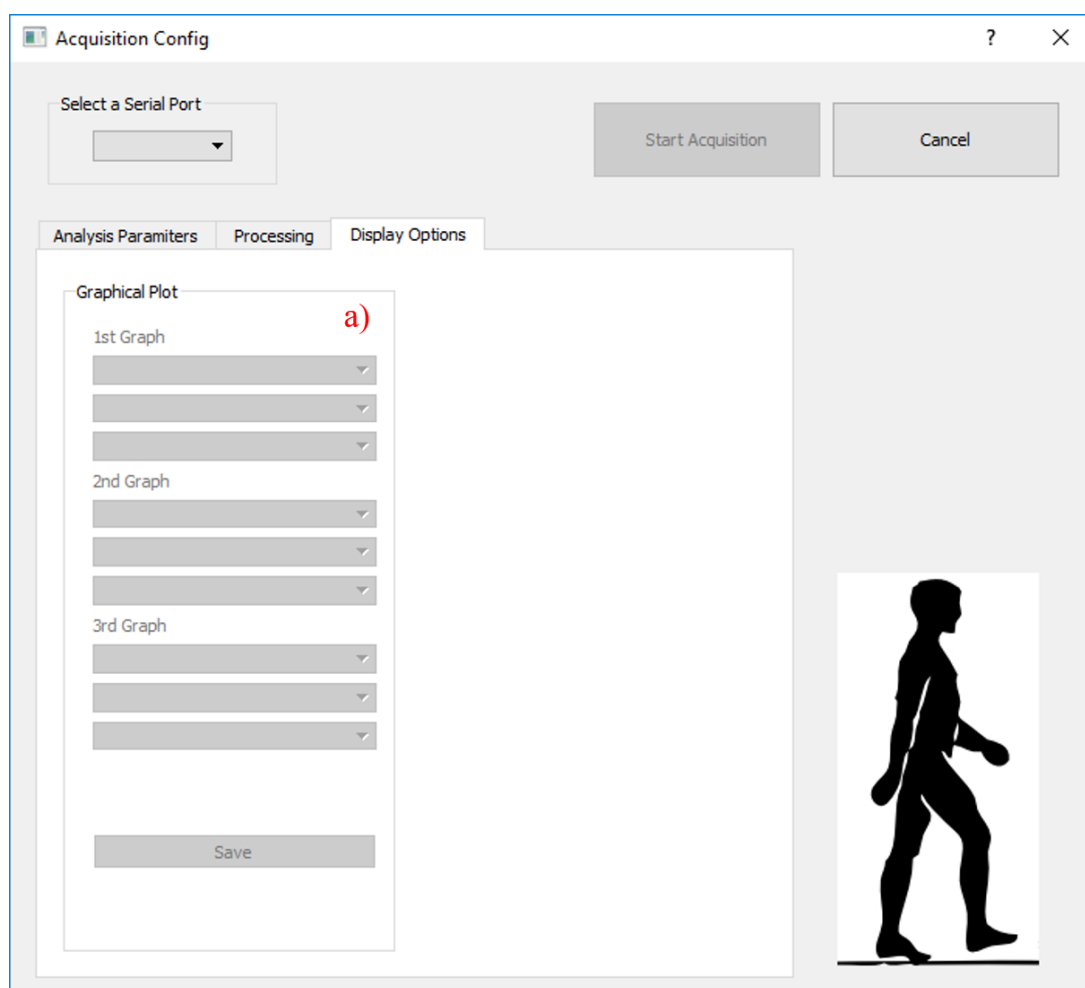 Acquisition Config
?
Select a Serial Port
Start Acquisition
Cancel
Analysis Paramiters
Processing
Display Options
Graphical Plot
a)
1st Graph
2nd Graph
3rd Graph
Save